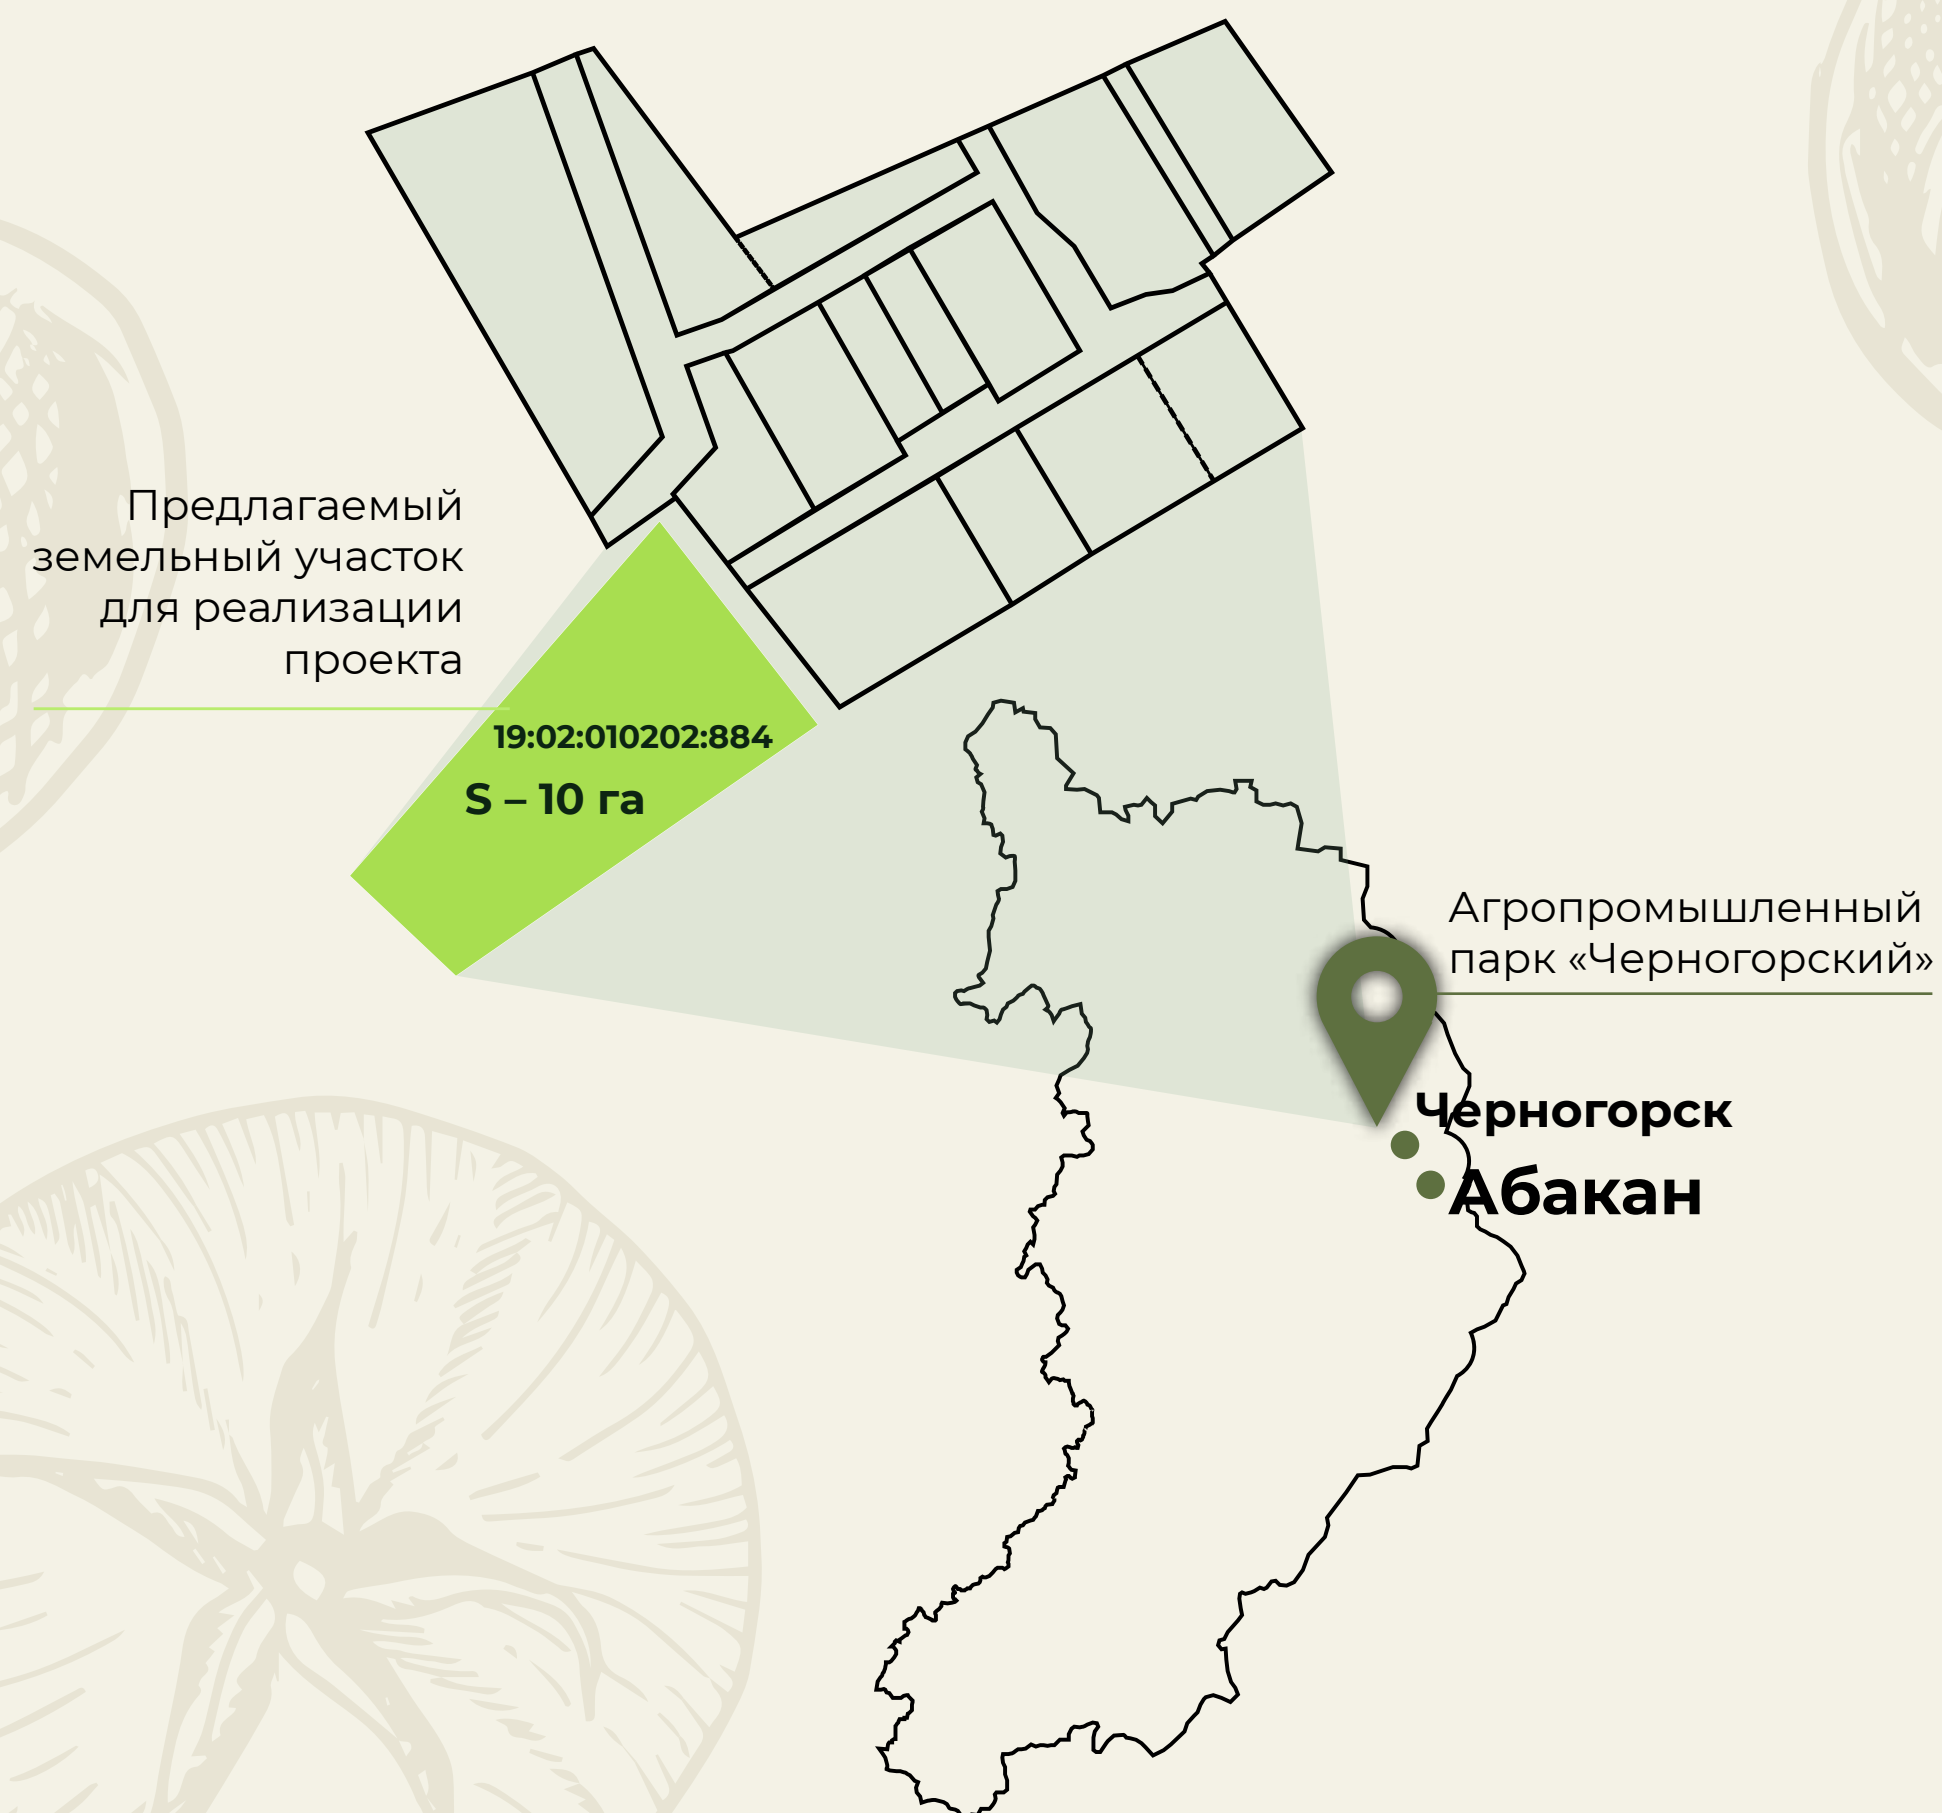 Предлагаемый
земельный участок
для реализации
проекта
19:02:010202:884
S – 10 га
Агропромышленный
парк «Черногорский»
Черногорск
Абакан